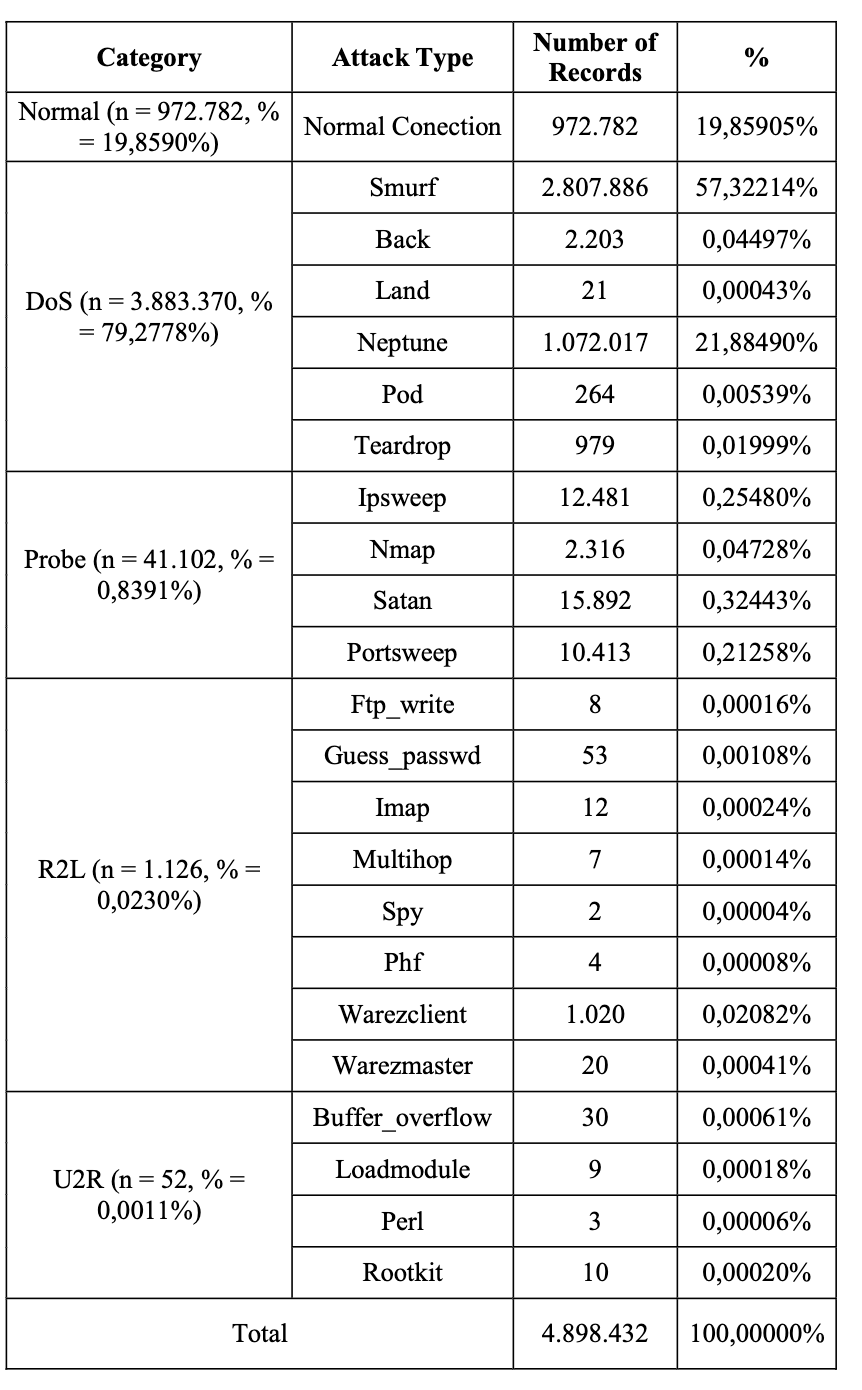 Category Attack Type Number of Records %
Normal (n = 972.782, % = 19,8590%) Normal Conection 972.782 19,85905%
DoS (n = 3.883.370, % = 79,2778%) Smurf 2.807.886 57,32214%
Back 2.203 0,04497%
Land 21 0,00043%
Neptune 1.072.017 21,88490%
Pod 264 0,00539%
Teardrop 979 0,01999%
Probe (n = 41.102, % = 0,8391%) Ipsweep 12.481 0,25480%
Nmap 2.316 0,04728%
Satan 15.892 0,32443%
Portsweep 10.413 0,21258%
R2L (n = 1.126, % = 0,0230%) Ftp_write 8 0,00016%
Guess_passwd 53 0,00108%
Imap 12 0,00024%
Multihop 7 0,00014%
Spy 2 0,00004%
Phf 4 0,00008%
Warezclient 1.020 0,02082%
Warezmaster 20 0,00041%
U2R (n = 52, % = 0,0011%) Buffer_overflow 30 0,00061%
Loadmodule 9 0,00018%
Perl 3 0,00006%
Rootkit 10 0,00020%
Total 4.898.432 100,00000%